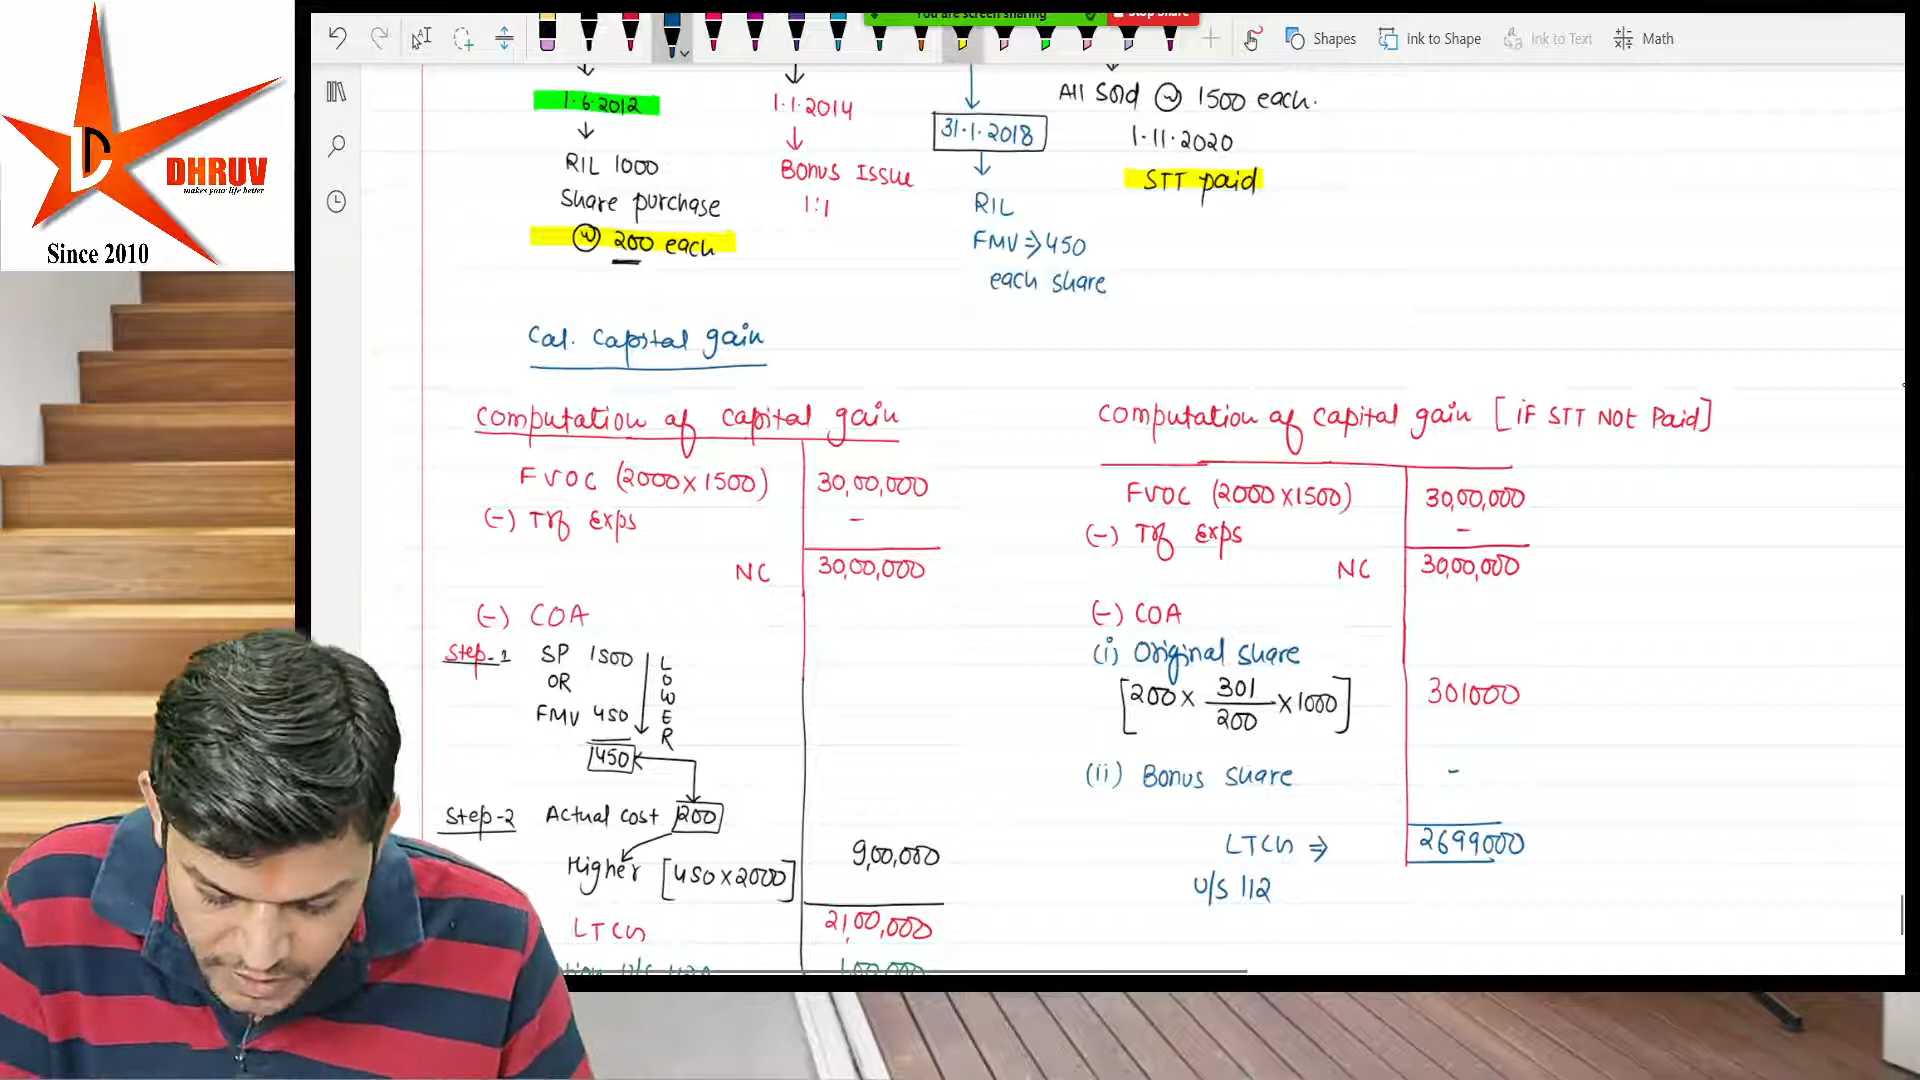 You are screen sharing
Stop Share
Shapes
Ink to Shape
Ink to Text
Math
DHRUV
makes your life better
Since 2010
1.6.2012
RIL 1000
Share purchase
@ 200 each
1.1.2014
Bonus Issue
1:1
31.1.2018
RIL
FMV ⇒ 450
each share
All Sold @ 1500 each.
1.11.2020
STT paid
Cal. Capital gain
Computation of capital gain
FVOC (2000 x 1500) 30,00,000
(-) Trf Exps -
NC 30,00,000
(-) COA
Step-1 SP 1500
OR
FMV 450
LOWER
450
Step-2 Actual cost 200
Higher [450 x 2000] 9,00,000
LTCG 21,00,000
Computation of capital gain [IF STT NOT Paid]
FVOC (2000 x 1500) 30,00,000
(-) Trf Exps -
NC 30,00,000
(-) COA
(i) Original share
[200 x 301/200 x 1000] 301000
(ii) Bonus share -
LTCG ⇒ 2699000
U/S 112